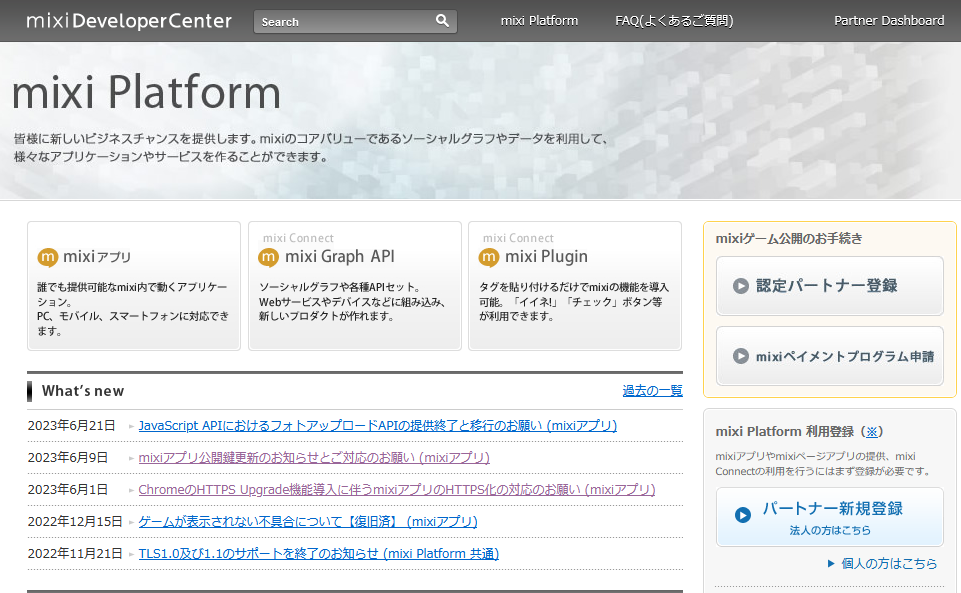 mixi DeveloperCenter
Search
mixi Platform
FAQ(よくあるご質問)
Partner Dashboard
mixi Platform
皆様に新しいビジネスチャンスを提供します。mixiのコアバリューであるソーシャルグラフやデータを利用して、
様々なアプリケーションやサービスを作ることができます。
m mixiアプリ
誰でも提供可能なmixi内で動くアプリケー
ション。
PC、モバイル、スマートフォンに対応でき
ます。
mixi Connect
m mixi Graph API
ソーシャルグラフや各種APIセット。
Webサービスやデバイスなどに組み込み、
新しいプロダクトが作れます。
mixi Connect
m mixi Plugin
タグを貼り付けるだけでmixiの機能を導入
可能。「イイネ!」「チェック」ボタン等
が利用できます。
What's new
過去の一覧
2023年6月21日 JavaScript APIにおけるフォトアップロードAPIの提供終了と移行のお願い (mixiアプリ)
2023年6月9日 mixiアプリ公開鍵更新のお知らせとご対応のお願い (mixiアプリ)
2023年6月1日 ChromeのHTTPS Upgrade機能導入に伴うmixiアプリのHTTPS化の対応のお願い (mixiアプリ)
2022年12月15日 ゲームが表示されない不具合について【復旧済】 (mixiアプリ)
2022年11月21日 TLS1.0及び1.1のサポートを終了のお知らせ (mixi Platform 共通)
mixiゲーム公開のお手続き
認定パートナー登録
mixiペイメントプログラム申請
mixi Platform 利用登録（※）
mixiアプリやmixiページアプリの提供、mixi
Connectの利用を行うにはまず登録が必要です。
パートナー新規登録
法人の方はこちら
個人の方はこちら